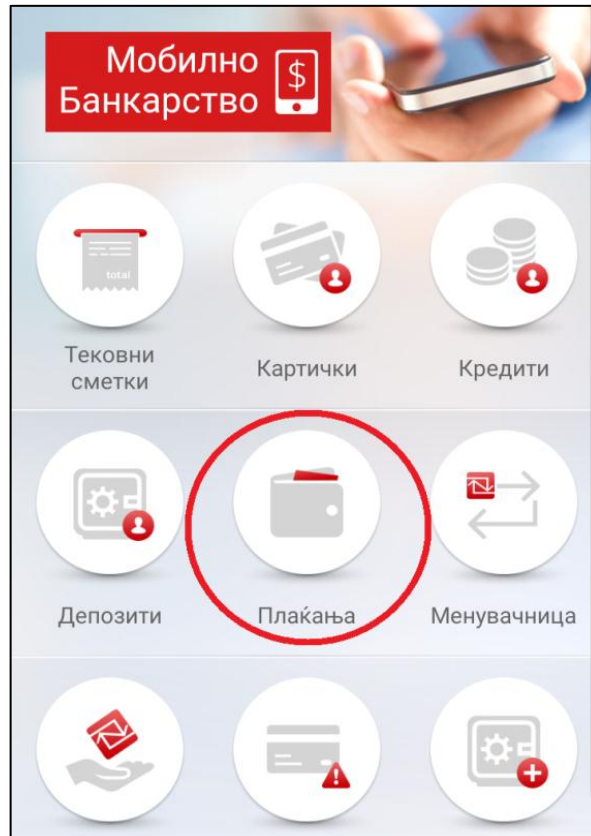 Мобилно
Банкарство
$
total
Тековни
сметки
Картички
Кредити
Депозити
Плаќања
Менувачница